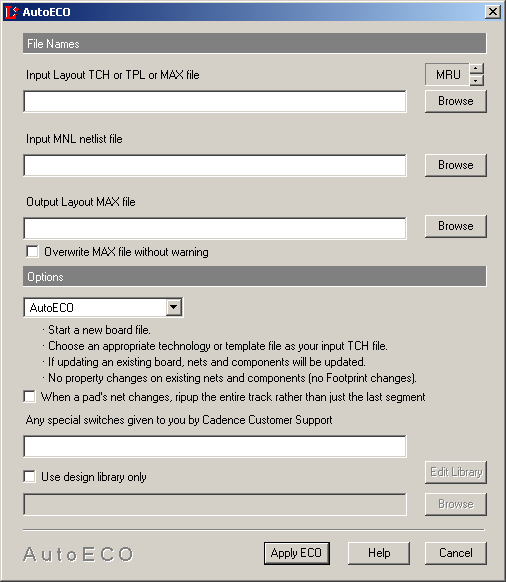 AutoECO
File Names
Input Layout TCH or TPL or MAX file
MRU
Browse
Input MNL netlist file
Browse
Output Layout MAX file
Browse
Overwrite MAX file without warning
Options
AutoECO
· Start a new board file.
· Choose an appropriate technology or template file as your input TCH file.
· If updating an existing board, nets and components will be updated.
· No property changes on existing nets and components (no Footprint changes).
When a pad's net changes, ripup the entire track rather than just the last segment
Any special switches given to you by Cadence Customer Support
Edit Library
Use design library only
Browse
AutoECO
Apply ECO
Help
Cancel